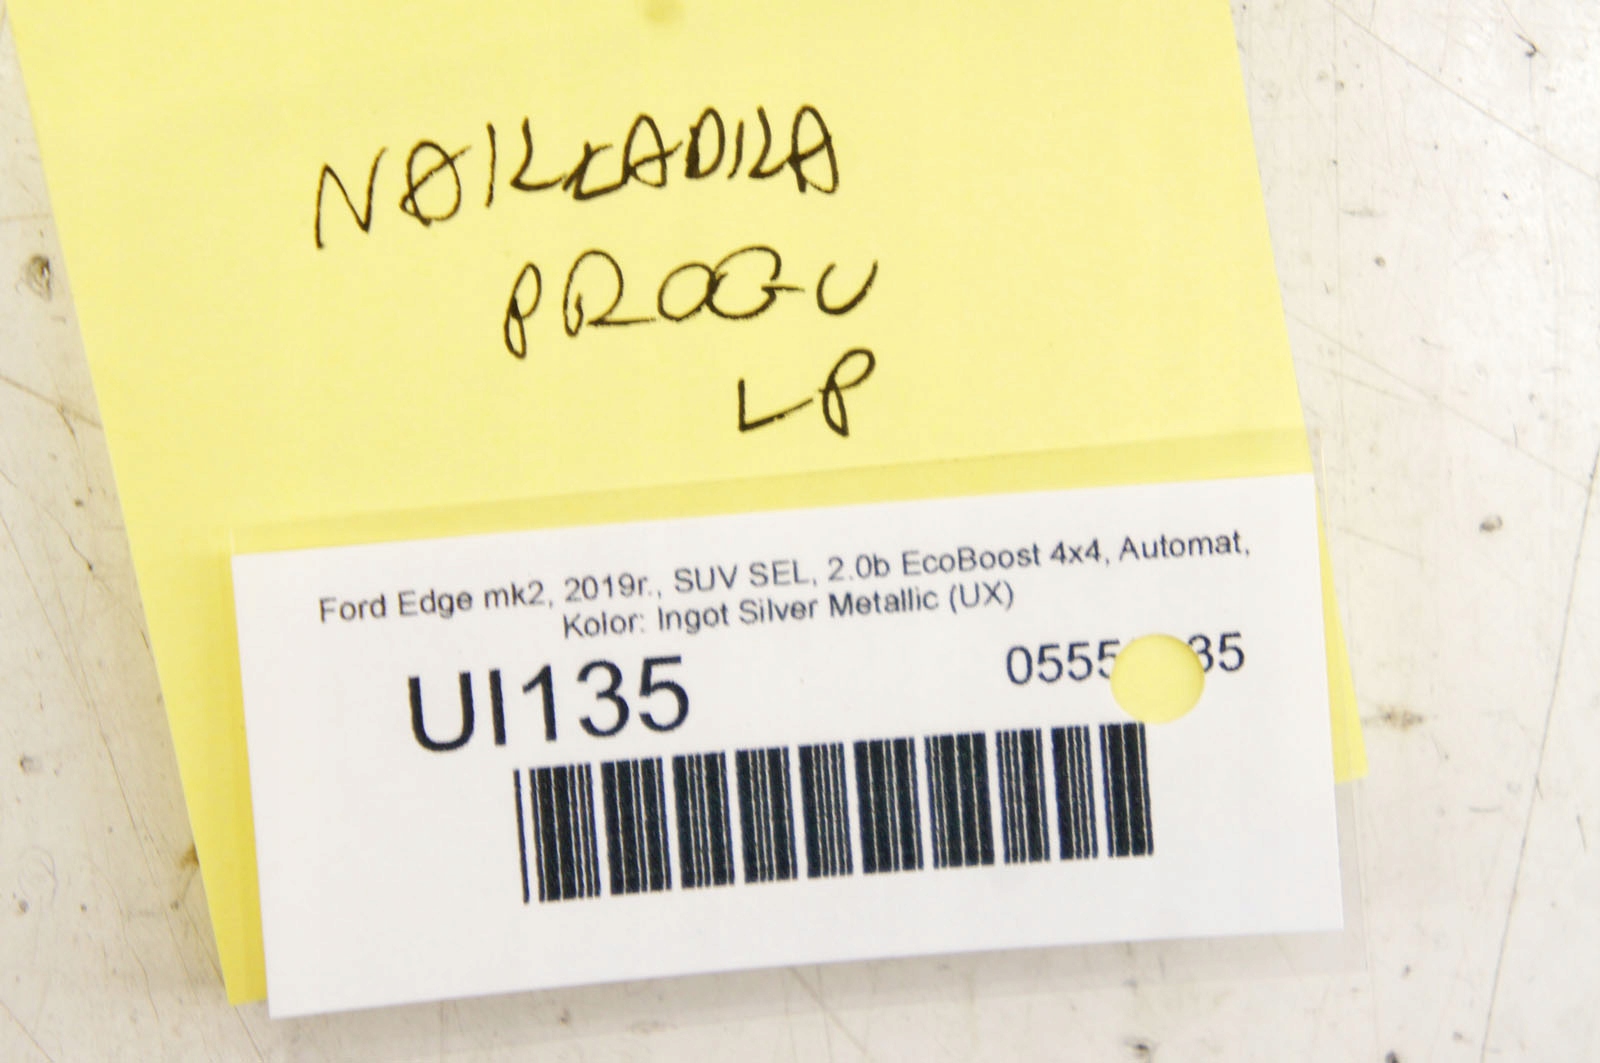 NAKŁADKA
PROGU
LP
Ford Edge mk2, 2019r., SUV SEL, 2.0b EcoBoost 4x4, Automat,
Kolor: Ingot Silver Metallic (UX)
UI135